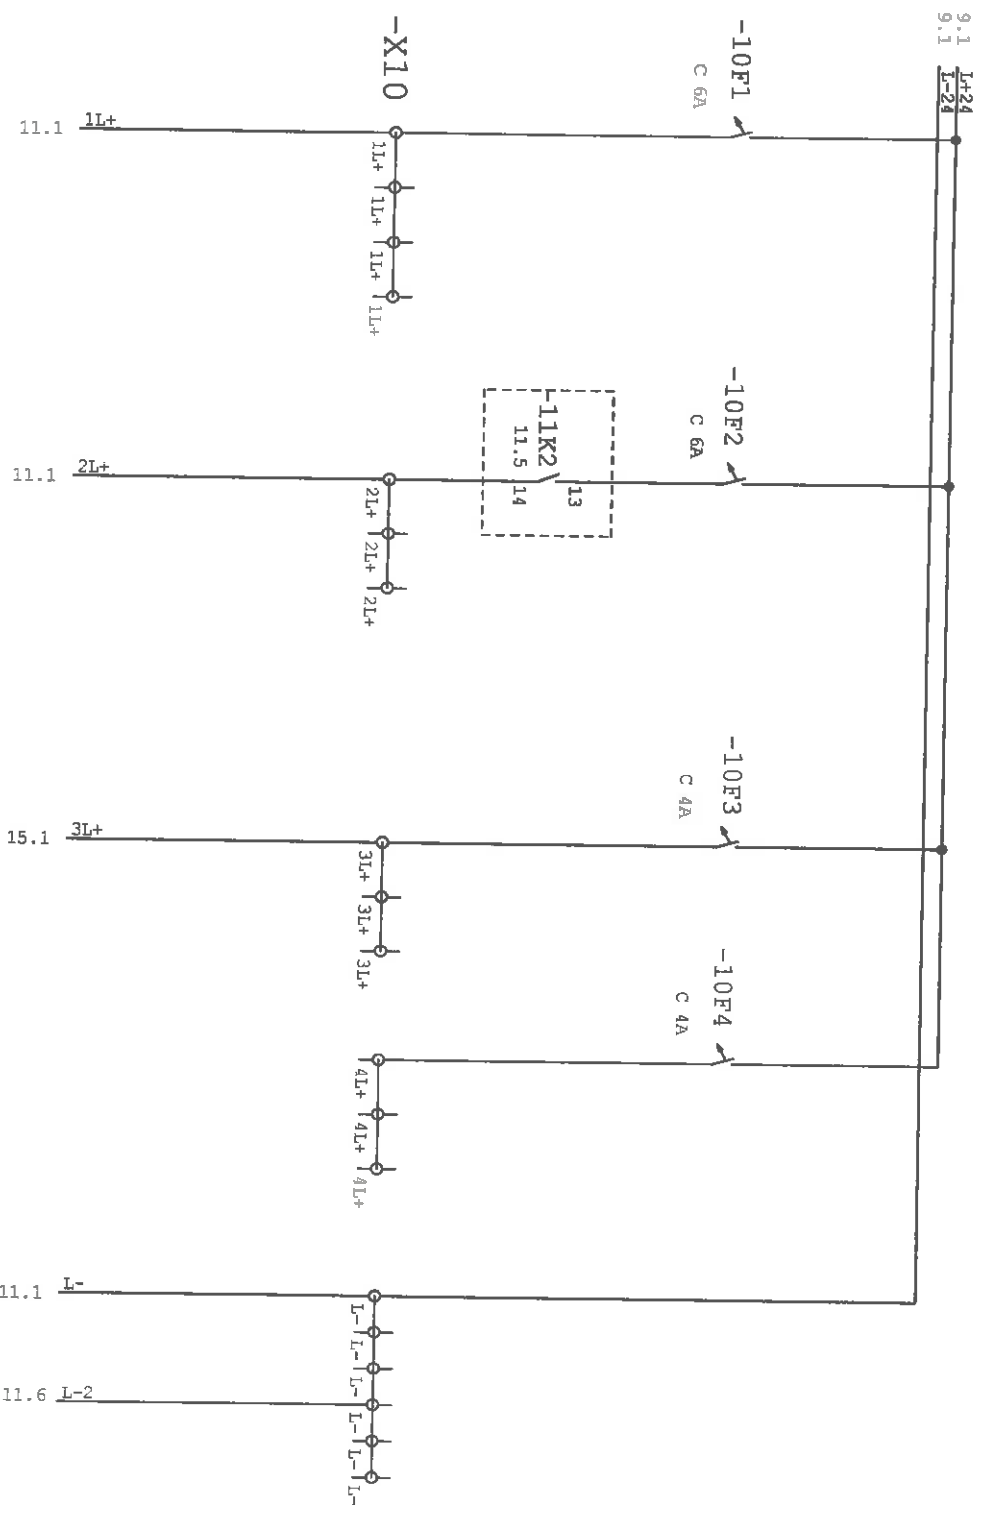 9.1
9.1
L+24
L-24
-10F1
C 6A
-X10
1L+
11.1
1L+
1L+
1L+
1L+
-10F2
C 6A
-11K2
11.5
13
14
2L+
11.1
2L+
2L+
2L+
-10F3
C 4A
3L+
15.1
3L+
3L+
3L+
-10F4
C 4A
4L+
4L+
4L+
L-
11.1
L-
L-
L-
L-2
11.6
L-
L-
L-